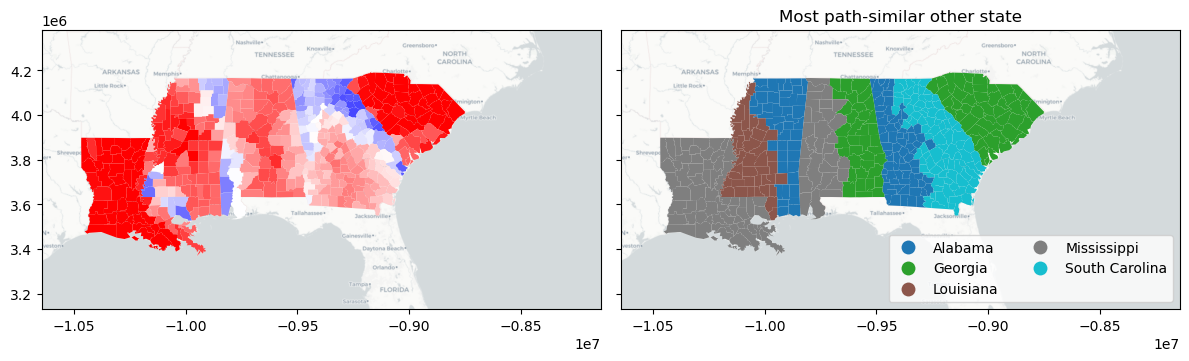 1e6
4.2
4.0
3.8
3.6
3.4
3.2
−1.05
−1.00
−0.95
−0.90
−0.85
1e7
Nashville
Knoxville
Greensboro
TENNESSEE
NORTH
CAROLINA
ARKANSAS
Memphis
Chattanooga
Charlotte
Little Rock
Myrtle Beach
Tallahassee
Jacksonville
Gainesville
Daytona Beach
Orlando
Tampa
FLORIDA
Sarasota
Most path-similar other state
Nashville
Knoxville
Greensboro
TENNESSEE
NORTH
CAROLINA
ARKANSAS
Memphis
Chattanooga
Charlotte
Little Rock
Myrtle Beach
Tallahassee
Jacksonville
Alabama
Georgia
Louisiana
Mississippi
South Carolina
−1.05
−1.00
−0.95
−0.90
−0.85
1e7